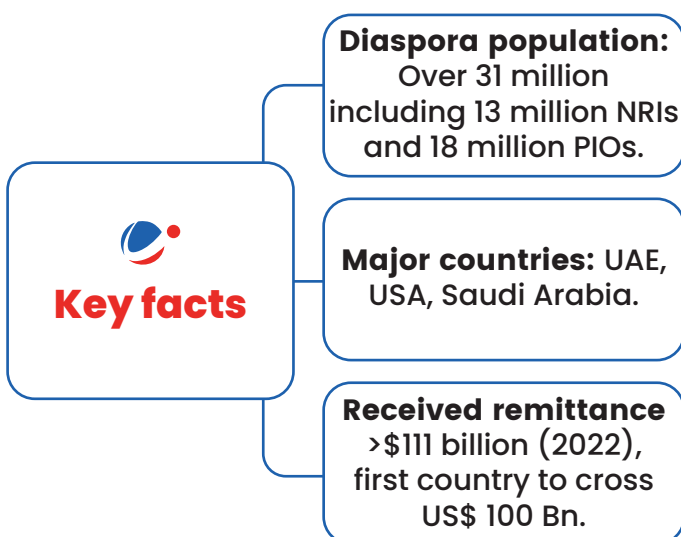 Key facts
Diaspora population:
Over 31 million
including 13 million NRIs
and 18 million PIOs.
Major countries: UAE,
USA, Saudi Arabia.
Received remittance
>$111 billion (2022),
first country to cross
US$ 100 Bn.